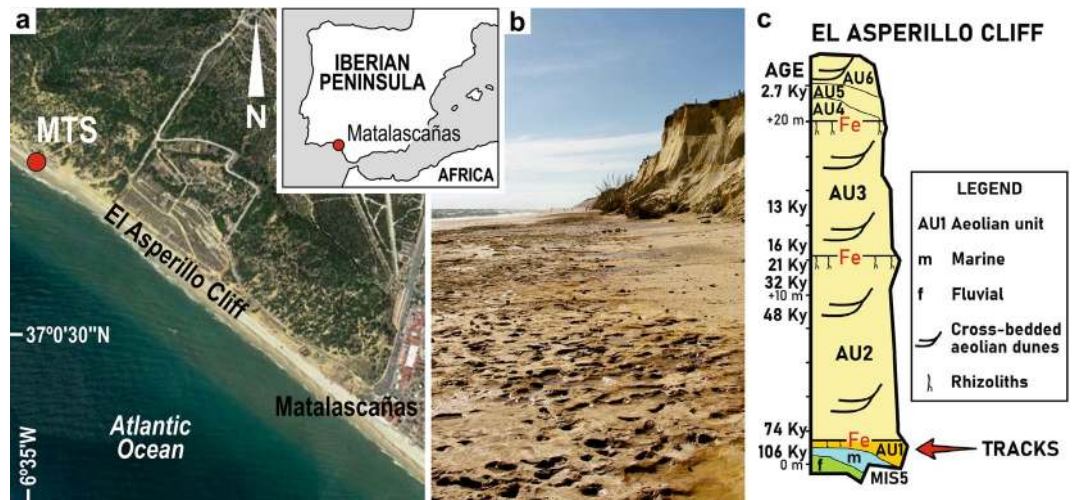 a
MTS
N
El Asperillo Cliff
37º0'30"N
Matalascañas
Atlantic
Ocean
6º35'W
IBERIAN
PENINSULA
Matalascañas
AFRICA
b
c
EL ASPERILLO CLIFF
AGE
2.7 Ky
+20 m
13 Ky
16 Ky
21 Ky
32 Ky
+10 m
48 Ky
74 Ky
106 Ky
0 m
AU6
AU5
AU4
Fe
AU3
Fe
AU2
Fe
AU1
m
f
MIS5
TRACKS
LEGEND
AU1 Aeolian unit
m Marine
f Fluvial
Cross-bedded
aeolian dunes
Rhizoliths